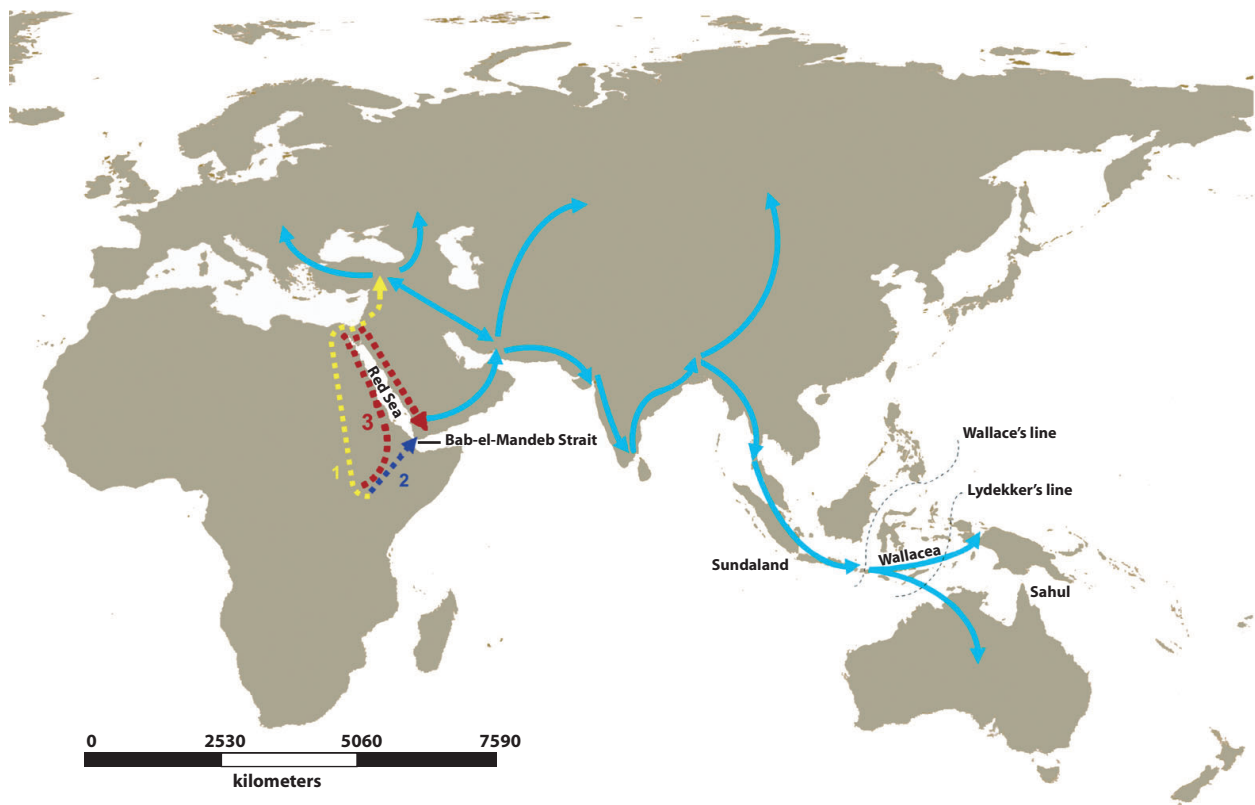 Red Sea
3
Bab-el-Mandeb Strait
1
2
Wallace's line
Lydekker's line
Wallacea
Sundaland
Sahul
0 2530 5060 7590
kilometers